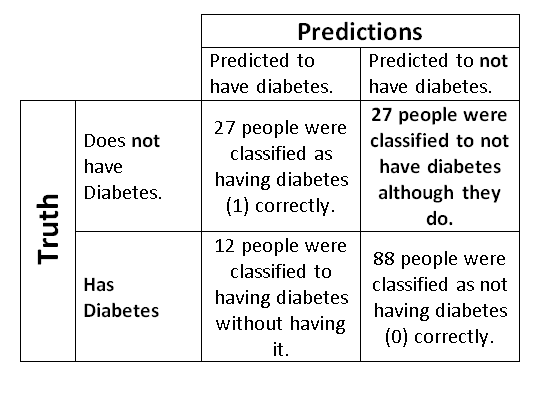 Predictions
Predicted to
have diabetes.
Predicted to not
have diabetes.
Truth
Does not
have
Diabetes.
27 people were
classified as
having diabetes
(1) correctly.
27 people were
classified to not
have diabetes
although they
do.
Has
Diabetes
12 people were
classified to
having diabetes
without having
it.
88 people were
classified as not
having diabetes
(0) correctly.